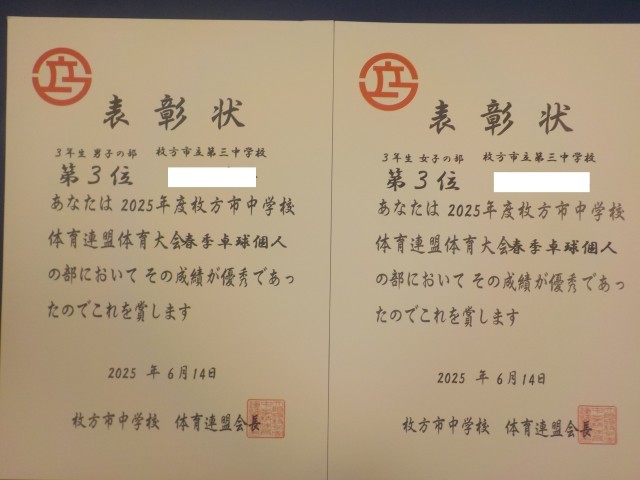 表彰状
3年生 男子の部 枚方市立第三中学校
第3位
あなたは 2025年度枚方市中学校
体育連盟体育大会春季卓球個人
の部において その成績が優秀であっ
たのでこれを賞します
2025 年 6月14日
枚方市中学校 体育連盟会長
表彰状
3年生 女子の部 枚方市立第三中学校
第3位
あなたは 2025年度枚方市中学校
体育連盟体育大会春季卓球個人
の部において その成績が優秀であっ
たのでこれを賞します
2025 年 6月14日
枚方市中学校 体育連盟会長